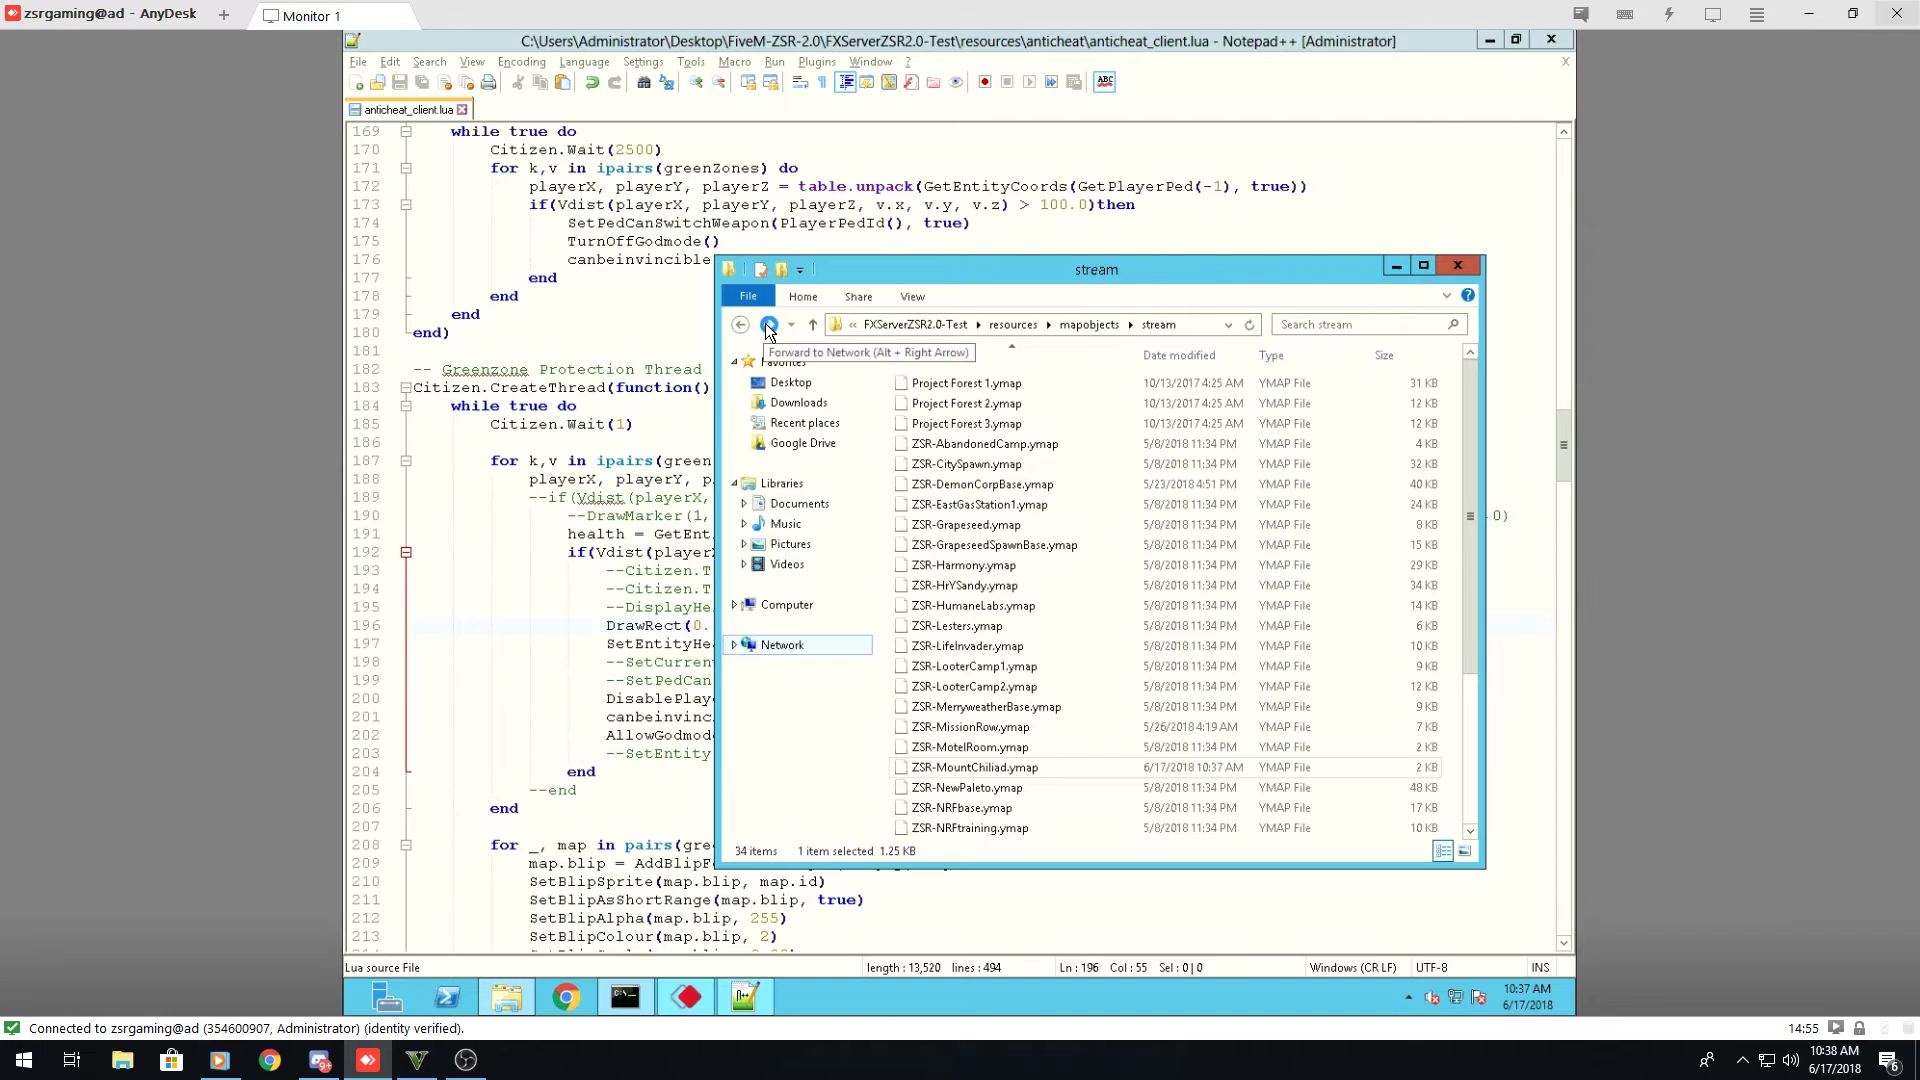 zsrgaming@ad - AnyDesk
Monitor 1
C:\Users\Administrator\Desktop\FiveM-ZSR-2.0\FXServerZSR2.0-Test\resources\anticheat\anticheat_client.lua - Notepad++ [Administrator]
File Edit Search View Encoding Language Settings Tools Macro Run Plugins Window ?
anticheat_client.lua
169 while true do
170 Citizen.Wait(2500)
171 for k,v in ipairs(greenZones) do
172 playerX, playerY, playerZ = table.unpack(GetEntityCoords(GetPlayerPed(-1), true))
173 if(Vdist(playerX, playerY, playerZ, v.x, v.y, v.z) > 100.0)then
174 SetPedCanSwitchWeapon(PlayerPedId(), true)
175 TurnOffGodmode()
176 canbeinvincible
177 end
178 end
179 end
180 end)
181
182 -- Greenzone Protection Thread
183 Citizen.CreateThread(function()
184 while true do
185 Citizen.Wait(1)
186
187 for k,v in ipairs(green
188 playerX, playerY, p
189 --if(Vdist(playerX,
190 --DrawMarker(1, 0)
191 health = GetEnt
192 if(Vdist(player
193 --Citizen.T
194 --Citizen.T
195 --DisplayHe
196 DrawRect(0.
197 SetEntityHe
198 --SetCurren
199 --SetPedCan
200 DisablePlay
201 canbeinvinc
202 AllowGodmod
203 --SetEntity
204 end
205 --end
206 end
207
208 for _, map in pairs(gre
209 map.blip = AddBlipF
210 SetBlipSprite(map.blip, map.id)
211 SetBlipAsShortRange(map.blip, true)
212 SetBlipAlpha(map.blip, 255)
213 SetBlipColour(map.blip, 2)
stream
File Home Share View
« FXServerZSR2.0-Test resources mapobjects stream
Search stream
Forward to Network (Alt + Right Arrow)
Favorites
Desktop
Downloads
Recent places
Google Drive
Libraries
Documents
Music
Pictures
Videos
Computer
Network
Date modified Type Size
Project Forest 1.ymap 10/13/2017 4:25 AM YMAP File 31 KB
Project Forest 2.ymap 10/13/2017 4:25 AM YMAP File 12 KB
Project Forest 3.ymap 10/13/2017 4:25 AM YMAP File 12 KB
ZSR-AbandonedCamp.ymap 5/8/2018 11:34 PM YMAP File 4 KB
ZSR-CitySpawn.ymap 5/8/2018 11:34 PM YMAP File 32 KB
ZSR-DemonCorpBase.ymap 5/23/2018 4:51 PM YMAP File 40 KB
ZSR-EastGasStation1.ymap 5/8/2018 11:34 PM YMAP File 24 KB
ZSR-Grapeseed.ymap 5/8/2018 11:34 PM YMAP File 8 KB
ZSR-GrapeseedSpawnBase.ymap 5/8/2018 11:34 PM YMAP File 15 KB
ZSR-Harmony.ymap 5/8/2018 11:34 PM YMAP File 29 KB
ZSR-HrYSandy.ymap 5/8/2018 11:34 PM YMAP File 34 KB
ZSR-HumaneLabs.ymap 5/8/2018 11:34 PM YMAP File 14 KB
ZSR-Lesters.ymap 5/8/2018 11:34 PM YMAP File 6 KB
ZSR-LifeInvader.ymap 5/8/2018 11:34 PM YMAP File 10 KB
ZSR-LooterCamp1.ymap 5/8/2018 11:34 PM YMAP File 9 KB
ZSR-LooterCamp2.ymap 5/8/2018 11:34 PM YMAP File 12 KB
ZSR-MerryweatherBase.ymap 5/8/2018 11:34 PM YMAP File 9 KB
ZSR-MissionRow.ymap 5/26/2018 4:19 AM YMAP File 7 KB
ZSR-MotelRoom.ymap 5/8/2018 11:34 PM YMAP File 2 KB
ZSR-MountChiliad.ymap 6/17/2018 10:37 AM YMAP File 2 KB
ZSR-NewPaleto.ymap 5/8/2018 11:34 PM YMAP File 48 KB
ZSR-NRFbase.ymap 5/8/2018 11:34 PM YMAP File 17 KB
ZSR-NRFtraining.ymap 5/8/2018 11:34 PM YMAP File 10 KB
34 items 1 item selected 1.25 KB
Lua source File length : 13,520 lines : 494 Ln : 196 Col : 55 Sel : 0 | 0 Windows (CR LF) UTF-8 INS
10:37 AM
6/17/2018
Connected to zsrgaming@ad (354600907, Administrator) (identity verified).
14:55
10:38 AM
6/17/2018